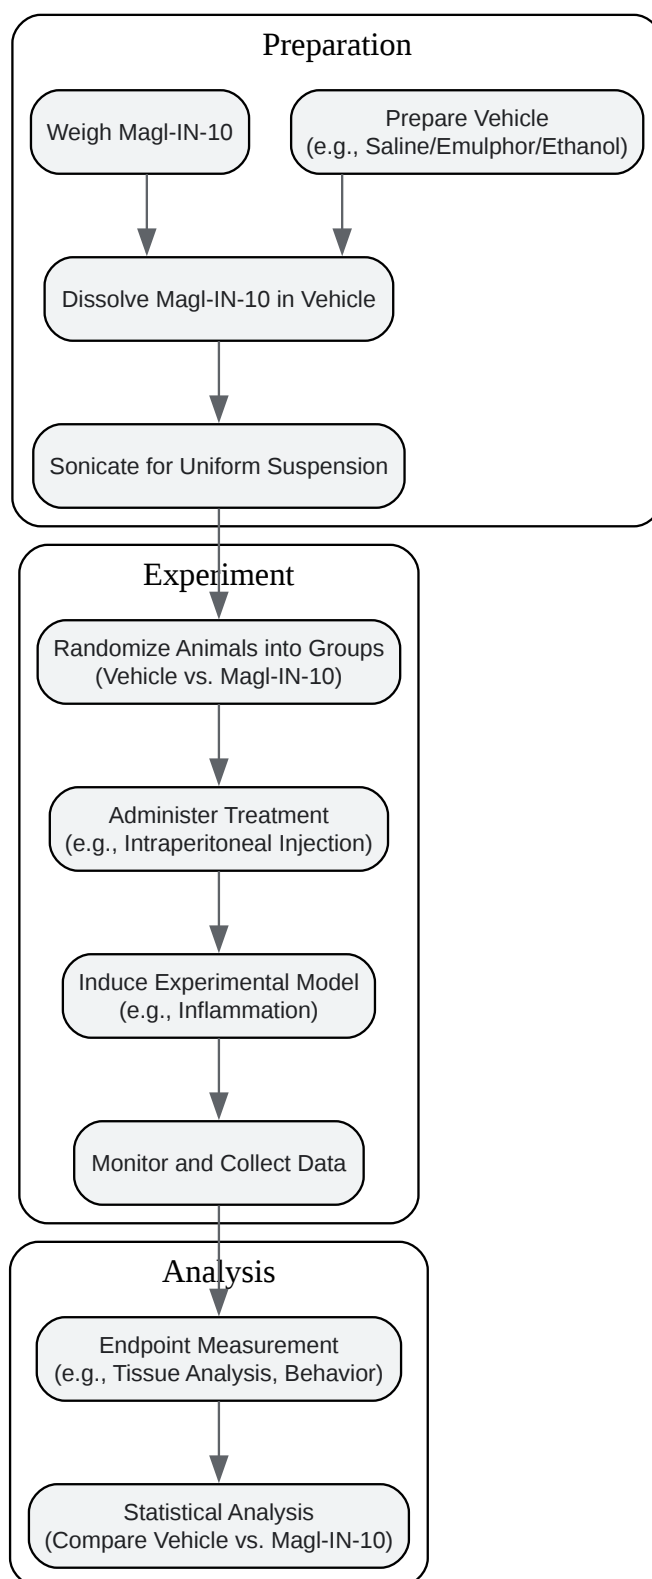 Preparation
Weigh Magl-IN-10
Prepare Vehicle
(e.g., Saline/Emulphor/Ethanol)
Dissolve Magl-IN-10 in Vehicle
Sonicate for Uniform Suspension
Experiment
Randomize Animals into Groups
(Vehicle vs. Magl-IN-10)
Administer Treatment
(e.g., Intraperitoneal Injection)
Induce Experimental Model
(e.g., Inflammation)
Monitor and Collect Data
Analysis
Endpoint Measurement
(e.g., Tissue Analysis, Behavior)
Statistical Analysis
(Compare Vehicle vs. Magl-IN-10)